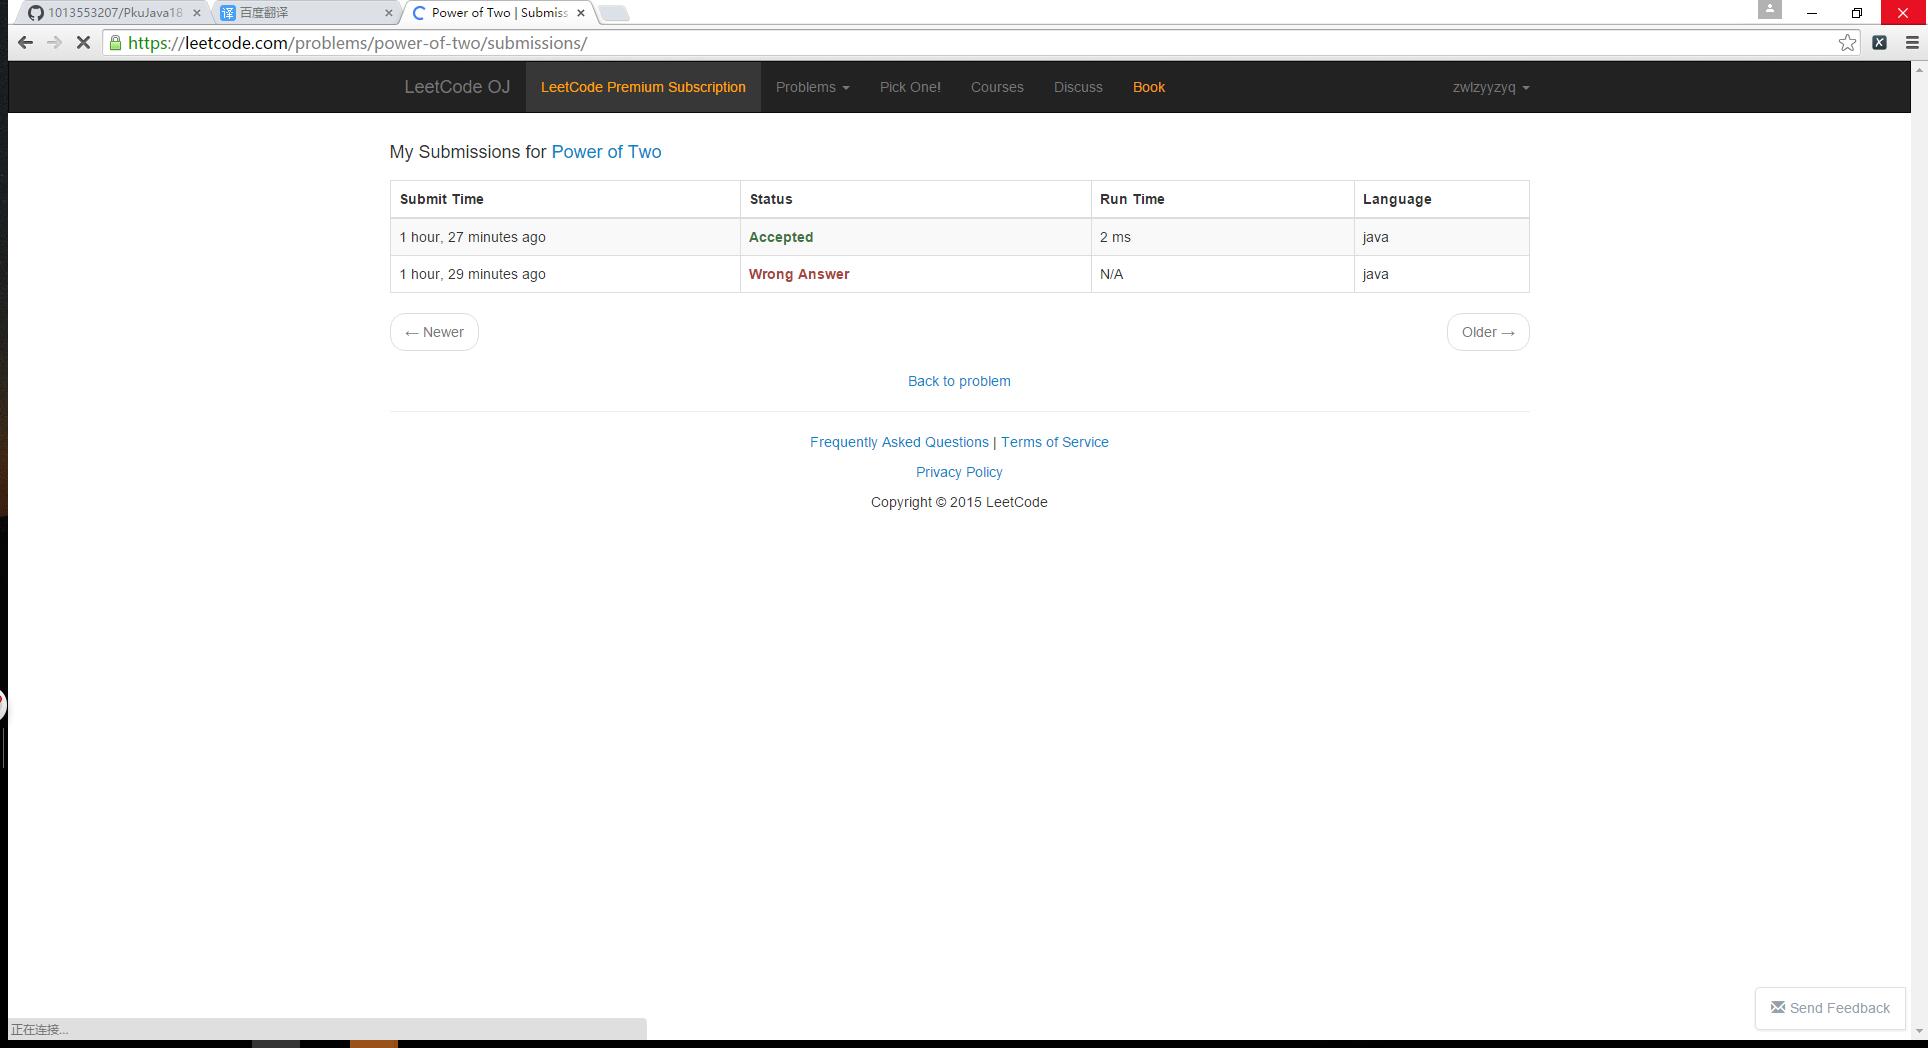 1013553207/PkuJava18
译 百度翻译
Power of Two | Submiss
https://leetcode.com/problems/power-of-two/submissions/
LeetCode OJ LeetCode Premium Subscription Problems Pick One! Courses Discuss Book zwlzyyzyq
My Submissions for Power of Two
Submit Time Status Run Time Language
1 hour, 27 minutes ago Accepted 2 ms java
1 hour, 29 minutes ago Wrong Answer N/A java
← Newer Older →
Back to problem
Frequently Asked Questions | Terms of Service
Privacy Policy
Copyright © 2015 LeetCode
Send Feedback
正在连接...